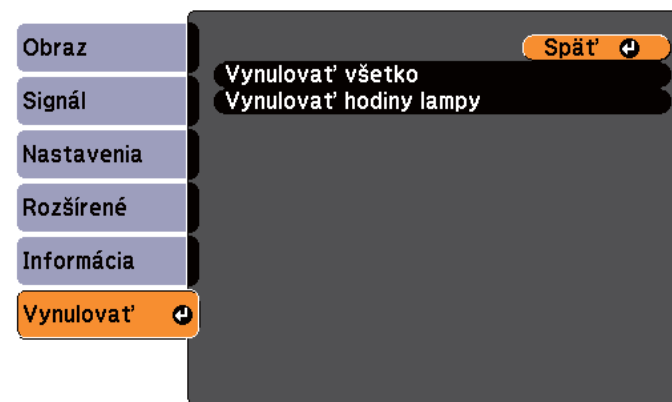 Obraz
Signál
Nastavenia
Rozšírené
Informácia
Vynulovať
Späť
Vynulovať všetko
Vynulovať hodiny lampy